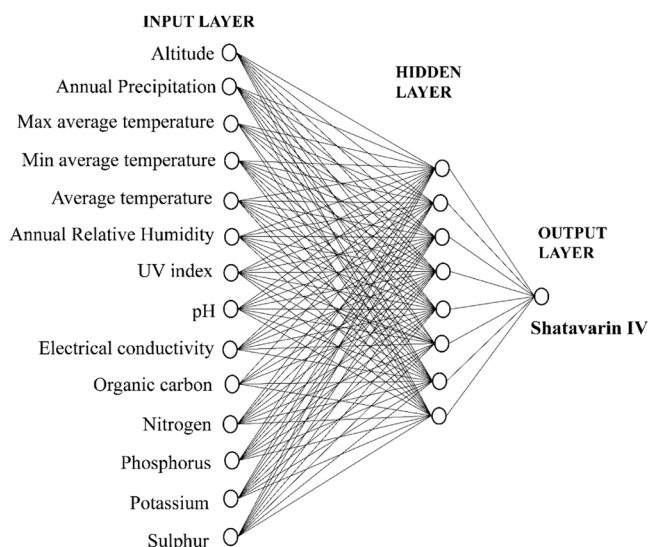 INPUT LAYER
Altitude
Annual Precipitation
Max average temperature
Min average temperature
Average temperature
Annual Relative Humidity
UV index
pH
Electrical conductivity
Organic carbon
Nitrogen
Phosphorus
Potassium
Sulphur
HIDDEN
LAYER
OUTPUT
LAYER
Shatavarin IV